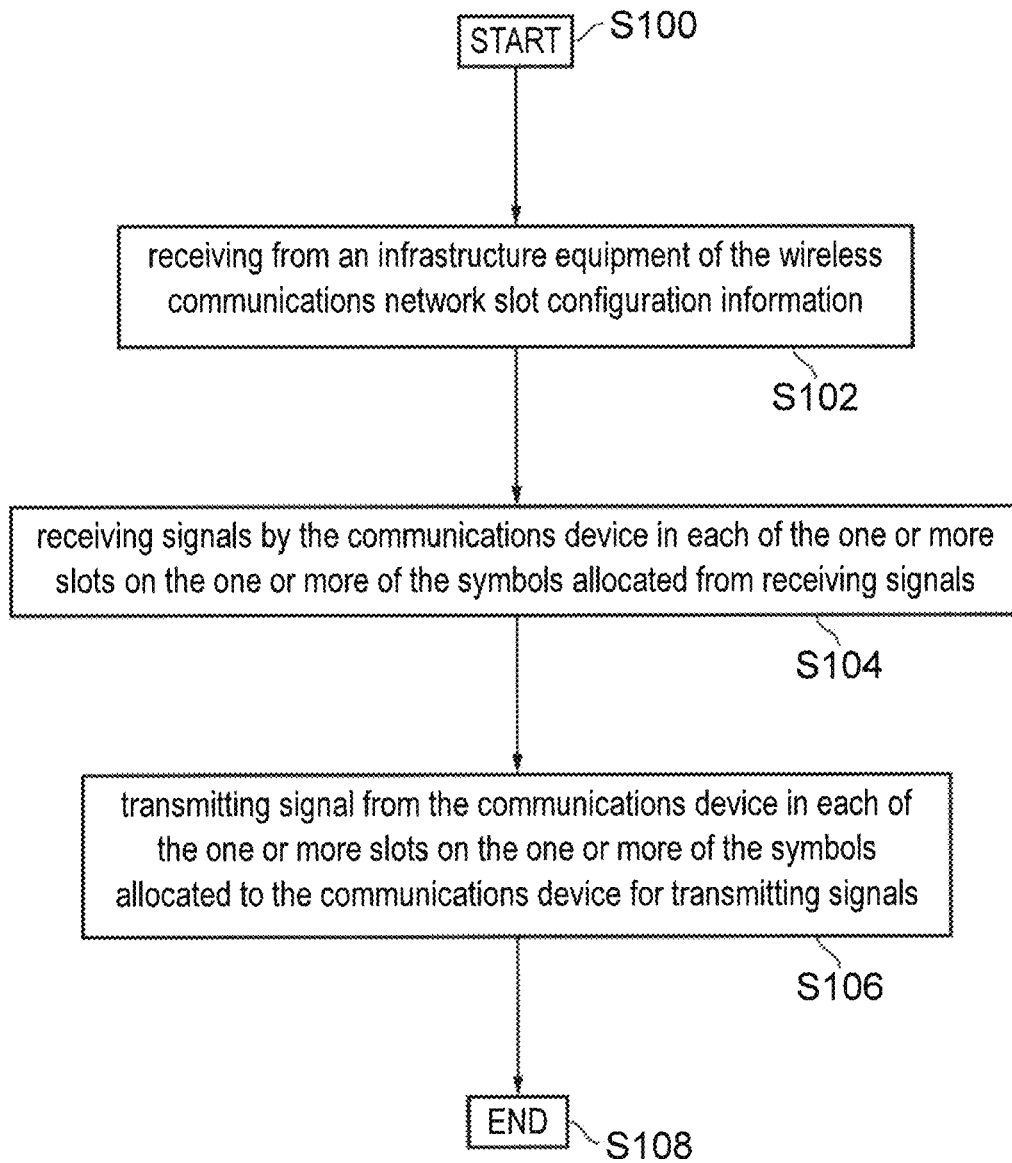 START
S100
receiving from an infrastructure equipment of the wireless
communications network slot configuration information
S102
receiving signals by the communications device in each of the one or more
slots on the one or more of the symbols allocated from receiving signals
S104
transmitting signal from the communications device in each of
the one or more slots on the one or more of the symbols
allocated to the communications device for transmitting signals
S106
END
S108